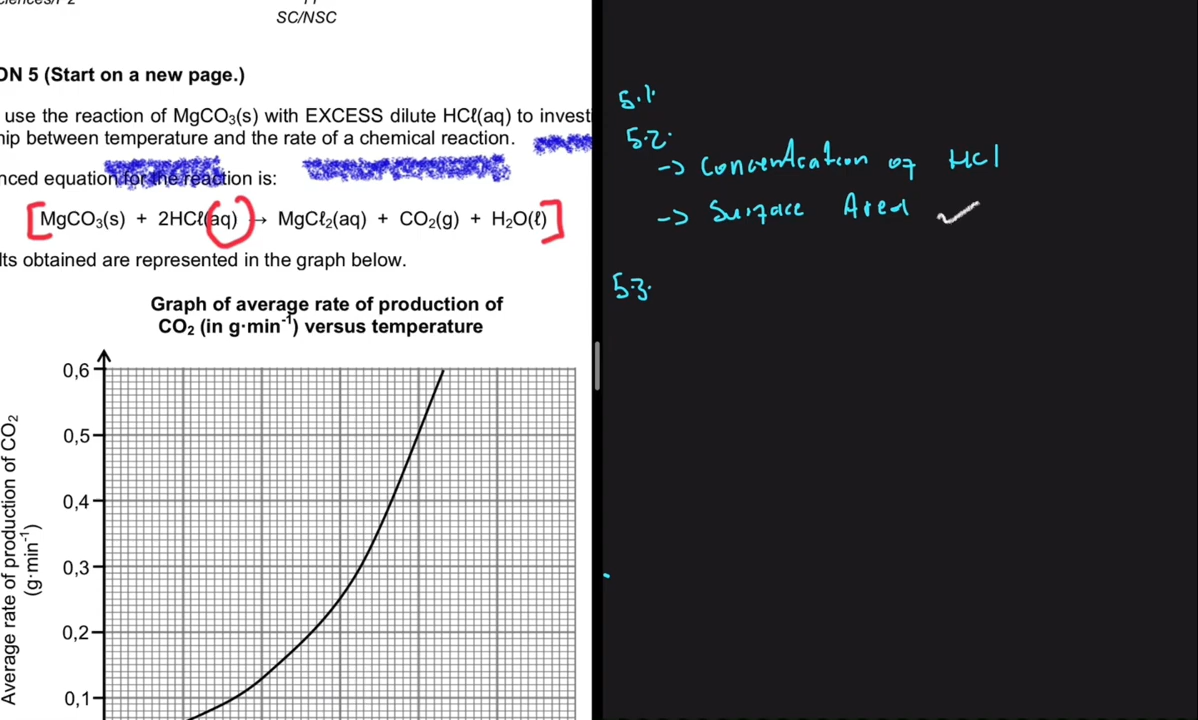 SC/NSC
ON 5 (Start on a new page.)
use the reaction of MgCO₃(s) with EXCESS dilute HCℓ(aq) to invest
hip between temperature and the rate of a chemical reaction.
nced equation for the reaction is:
MgCO₃(s) + 2HCℓ(aq) → MgCℓ₂(aq) + CO₂(g) + H₂O(ℓ)
lts obtained are represented in the graph below.
Graph of average rate of production of
CO₂ (in g·min⁻¹) versus temperature
Average rate of production of CO₂
(g·min⁻¹)
0,6
0,5
0,4
0,3
0,2
0,1
5.1.
5.2.
-> Concentration of HCl
-> Surface Area ✓
5.3.